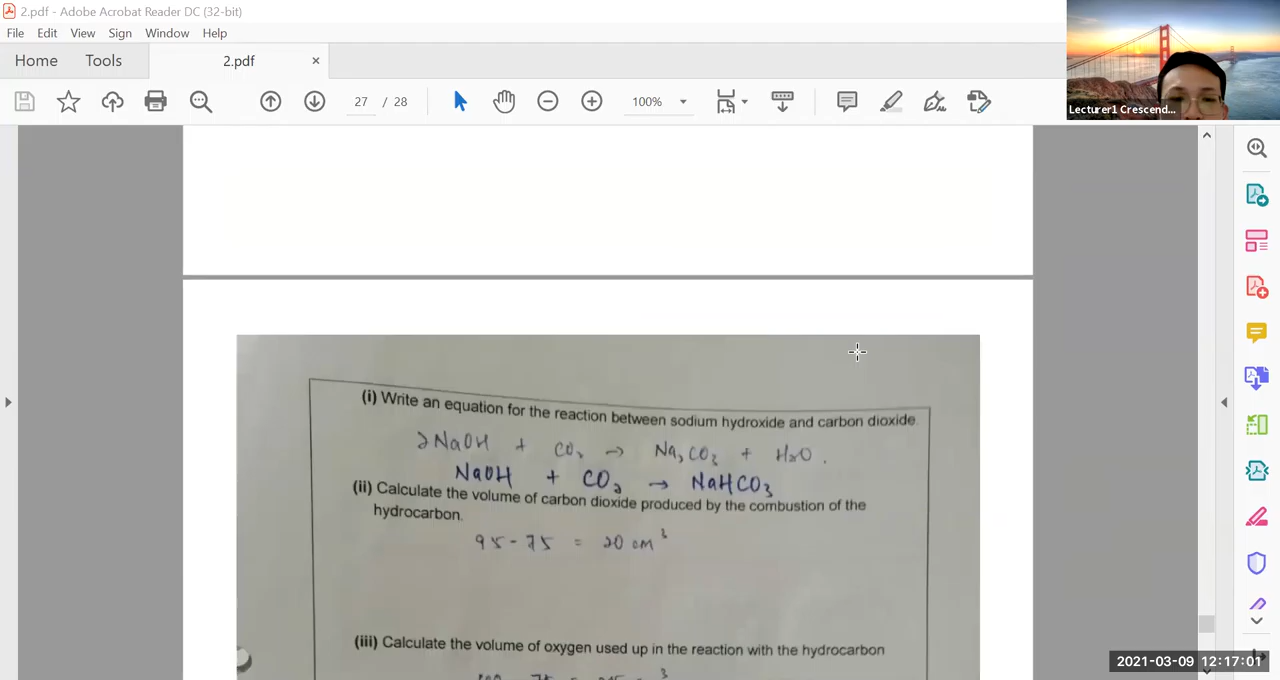 2.pdf - Adobe Acrobat Reader DC (32-bit)
File Edit View Sign Window Help
Home Tools 2.pdf ×
27 / 28 100%
Lecturer1 Crescend...
(i) Write an equation for the reaction between sodium hydroxide and carbon dioxide.
2NaOH + CO₂ → Na₂CO₃ + H₂O .
NaOH + CO₂ → NaHCO₃
(ii) Calculate the volume of carbon dioxide produced by the combustion of the
hydrocarbon.
95 - 75 = 20 cm³
(iii) Calculate the volume of oxygen used up in the reaction with the hydrocarbon
2021-03-09 12:17:01